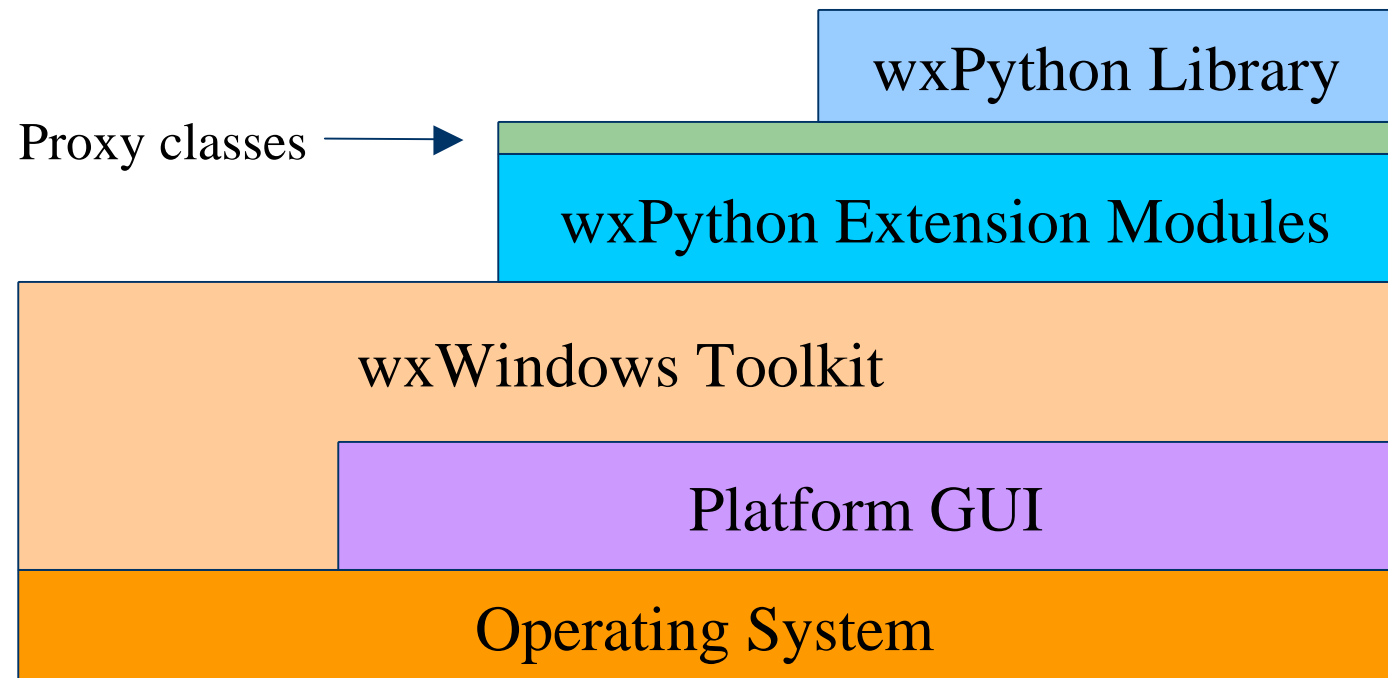 wxPython Library
Proxy classes
wxPython Extension Modules
wxWindows Toolkit
Platform GUI
Operating System